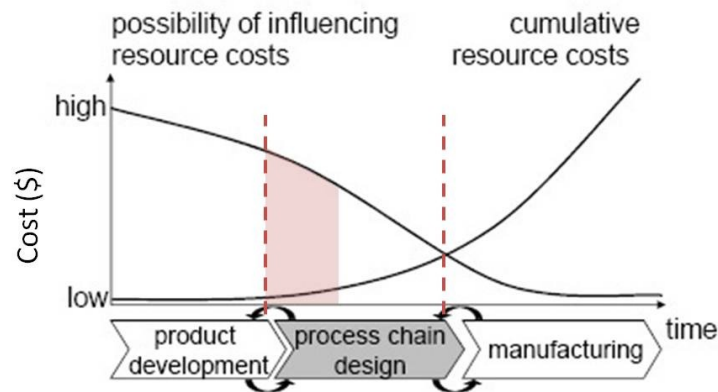 possibility of influencing
resource costs
cumulative
resource costs
high
Cost ($)
low
time
product
development
process chain
design
manufacturing